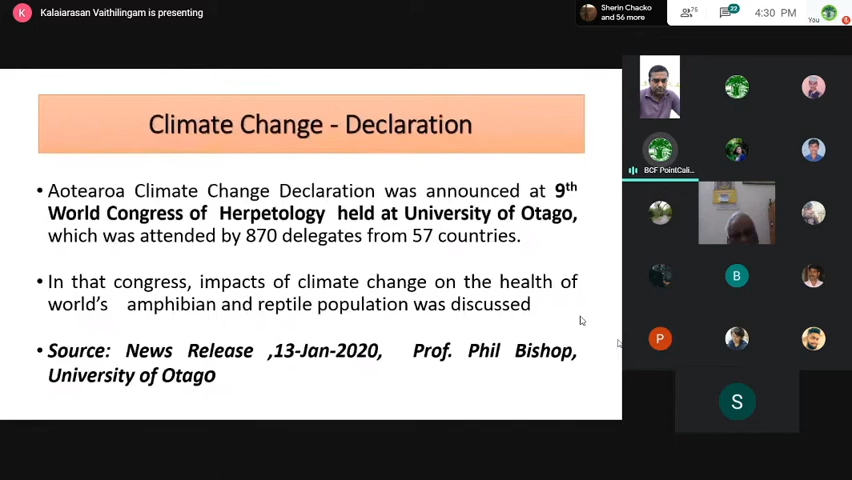 K Kalaiarasan Vaithilingam is presenting
Sherin Chacko
and 56 more
75
22
4:30 PM
You
Climate Change - Declaration
• Aotearoa Climate Change Declaration was announced at 9th
World Congress of Herpetology held at University of Otago,
which was attended by 870 delegates from 57 countries.
• In that congress, impacts of climate change on the health of
world's amphibian and reptile population was discussed
• Source: News Release ,13-Jan-2020, Prof. Phil Bishop,
University of Otago
BCF PointCali...
B
P
S